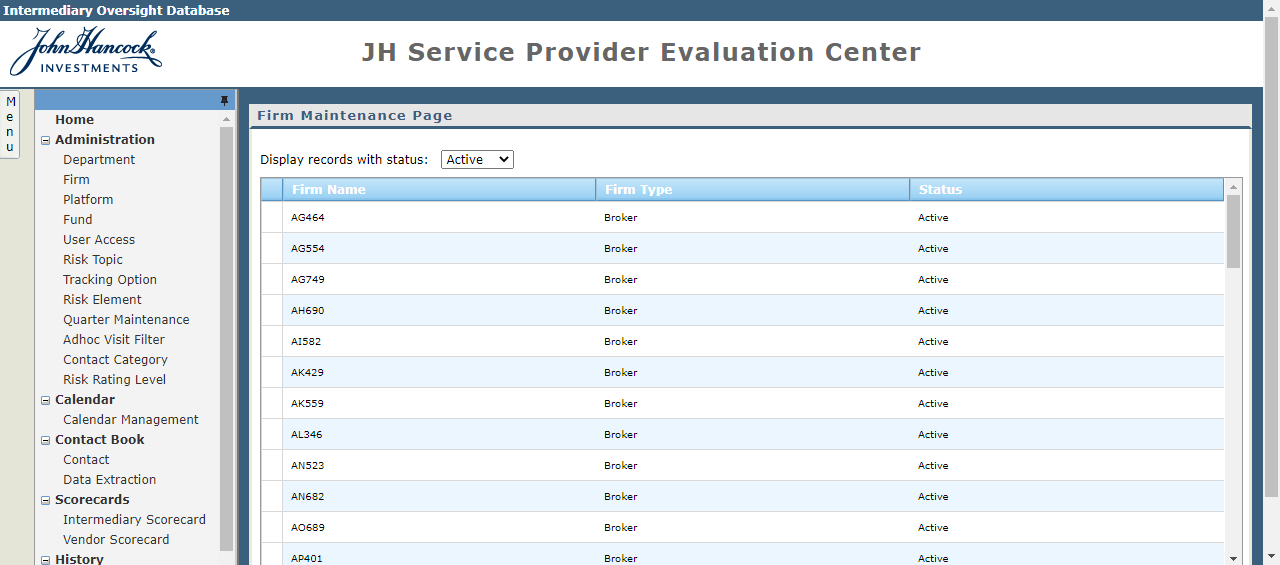 Intermediary Oversight Database
John Hancock
INVESTMENTS
JH Service Provider Evaluation Center
Menu
Home
Administration
Department
Firm
Platform
Fund
User Access
Risk Topic
Tracking Option
Risk Element
Quarter Maintenance
Adhoc Visit Filter
Contact Category
Risk Rating Level
Calendar
Calendar Management
Contact Book
Contact
Data Extraction
Scorecards
Intermediary Scorecard
Vendor Scorecard
History
Firm Maintenance Page
Display records with status: Active
Firm Name Firm Type Status
AG464 Broker Active
AG554 Broker Active
AG749 Broker Active
AH690 Broker Active
AI582 Broker Active
AK429 Broker Active
AK559 Broker Active
AL346 Broker Active
AN523 Broker Active
AN682 Broker Active
AO689 Broker Active
AP401 Broker Active